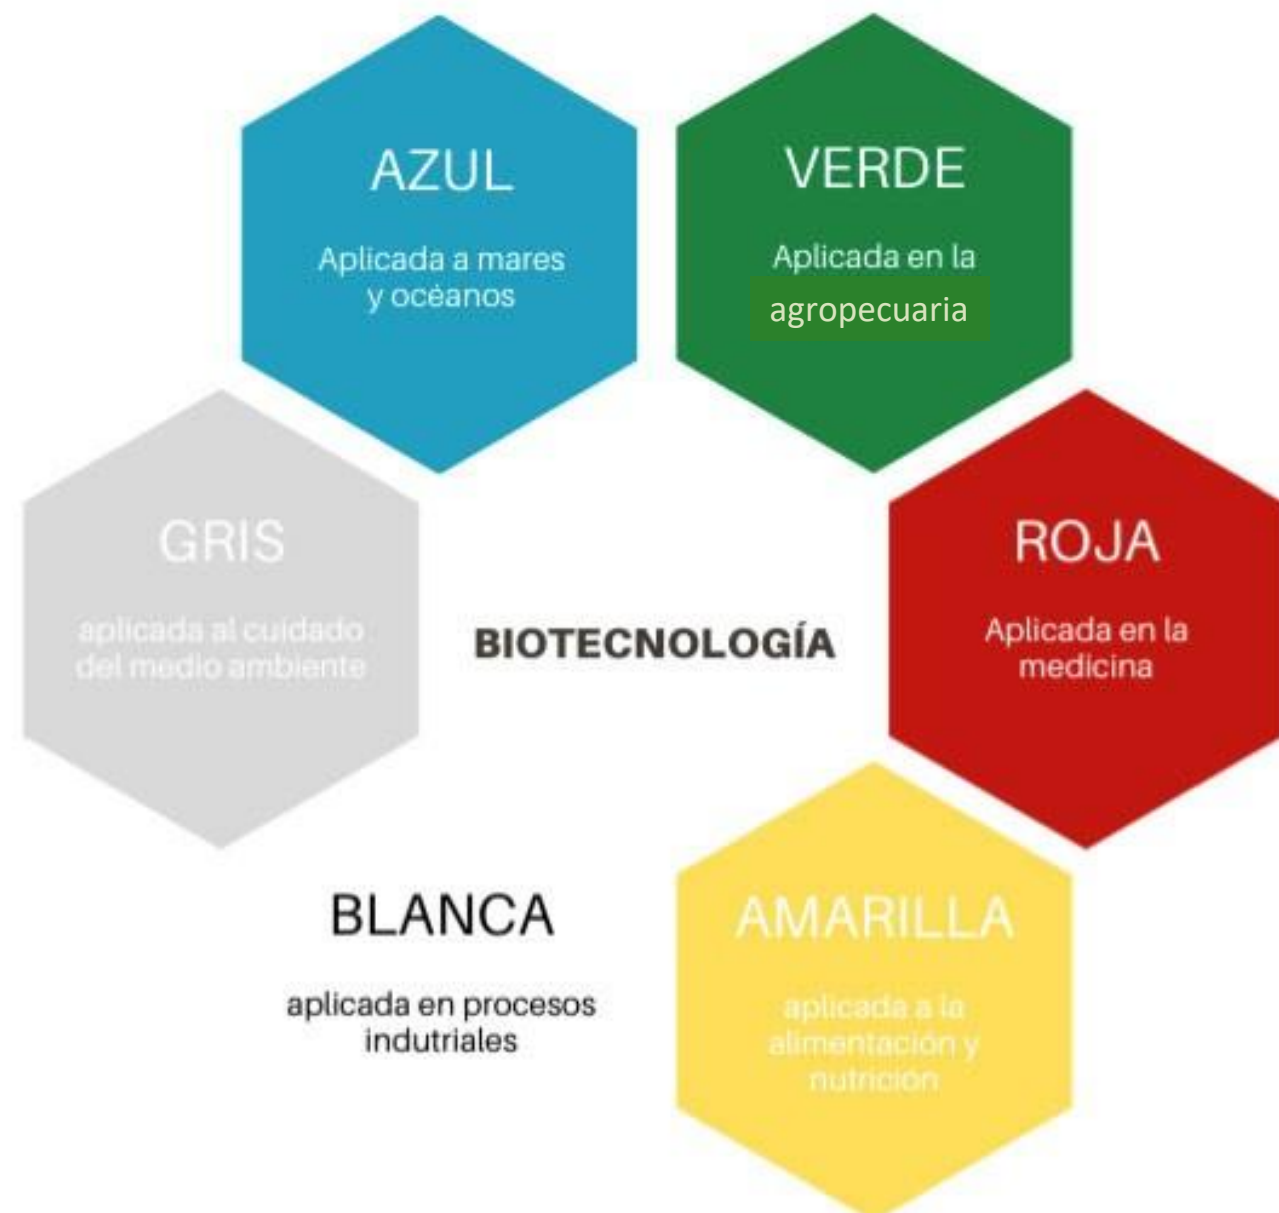 AZUL
Aplicada a mares
y océanos
VERDE
Aplicada en la
agropecuaria
GRIS
aplicada al cuidado
del medio ambiente
BIOTECNOLOGÍA
ROJA
Aplicada en la
medicina
BLANCA
aplicada en procesos
indutriales
AMARILLA
aplicada a la
alimentación y
nutrición